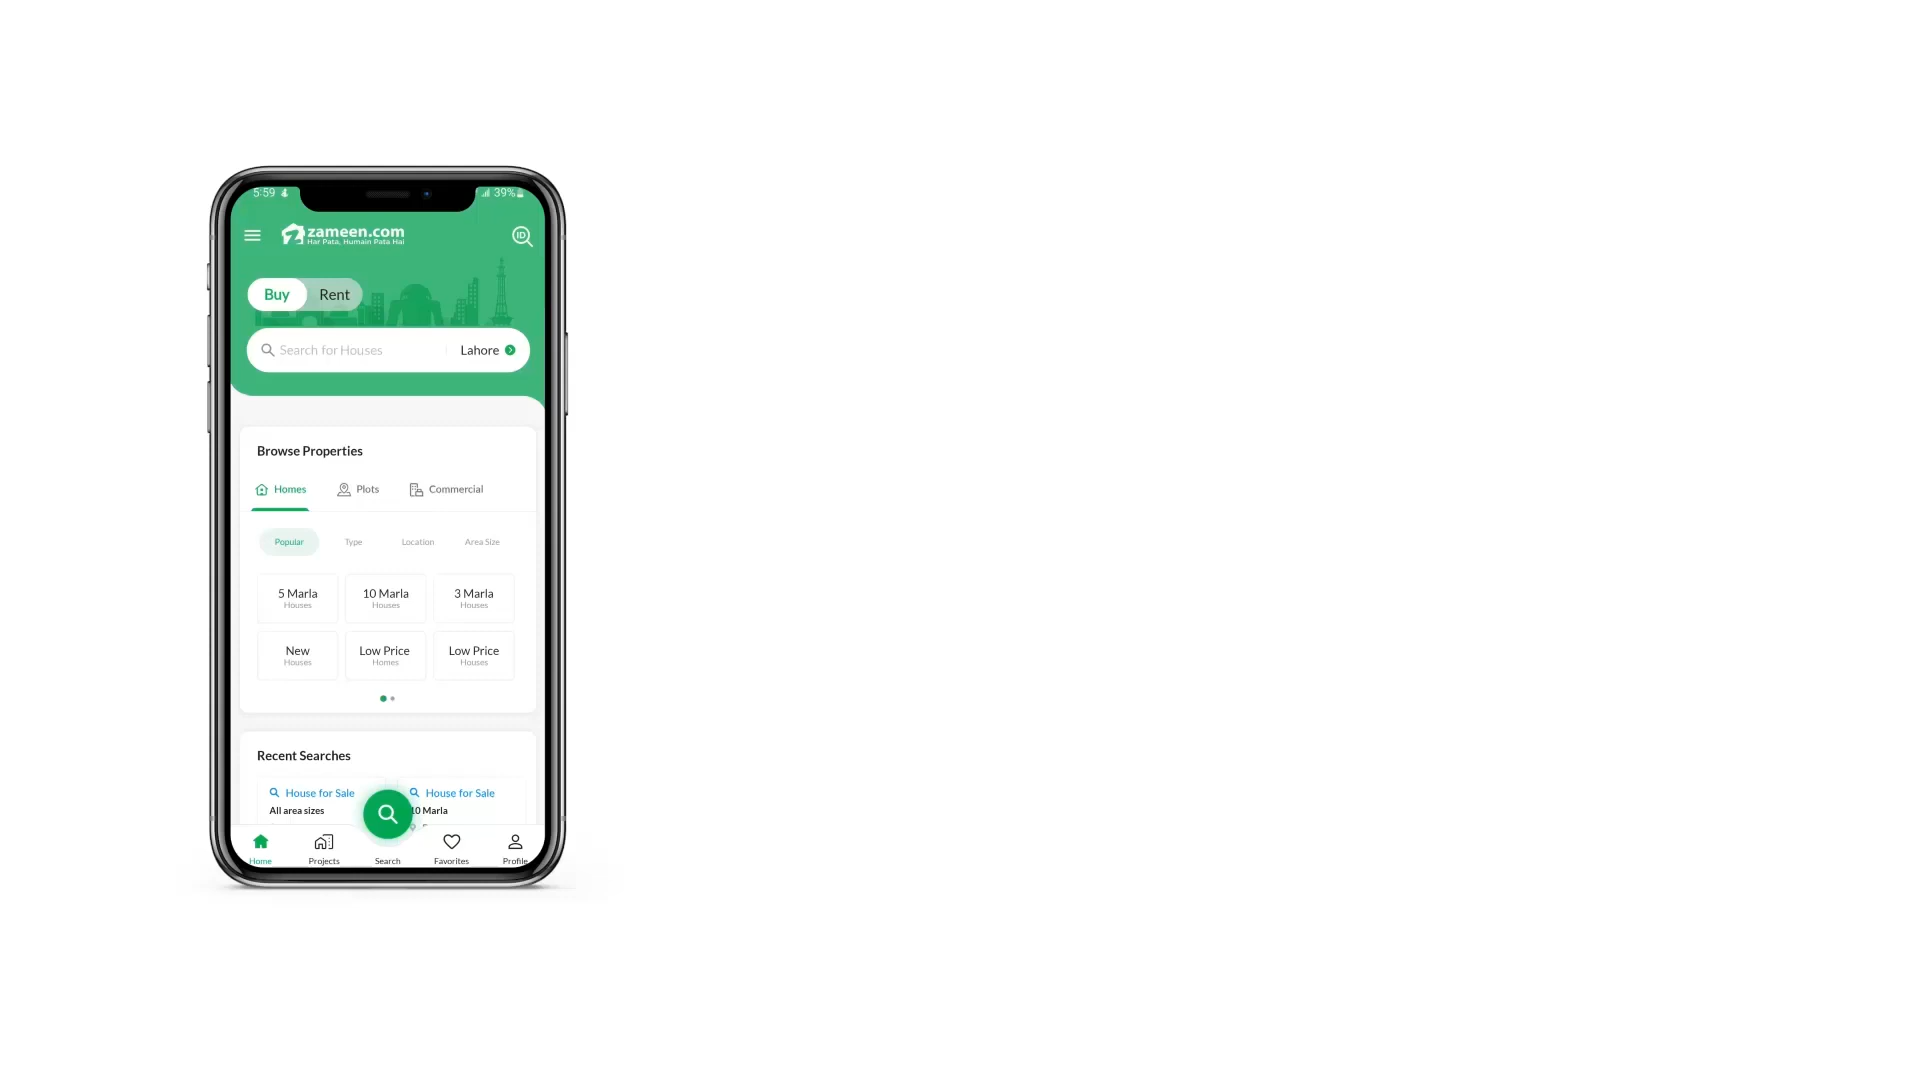 5:59 39%
zameen.com
Har Pata, Humain Pata Hai
ID
Buy Rent
Search for Houses Lahore
Browse Properties
Homes Plots Commercial
Popular Type Location Area Size
5 Marla 10 Marla 3 Marla
Houses Houses Houses
New Low Price Low Price
Houses Homes Houses
Recent Searches
House for Sale House for Sale
All area sizes 10 Marla
Home Projects Search Favorites Profile